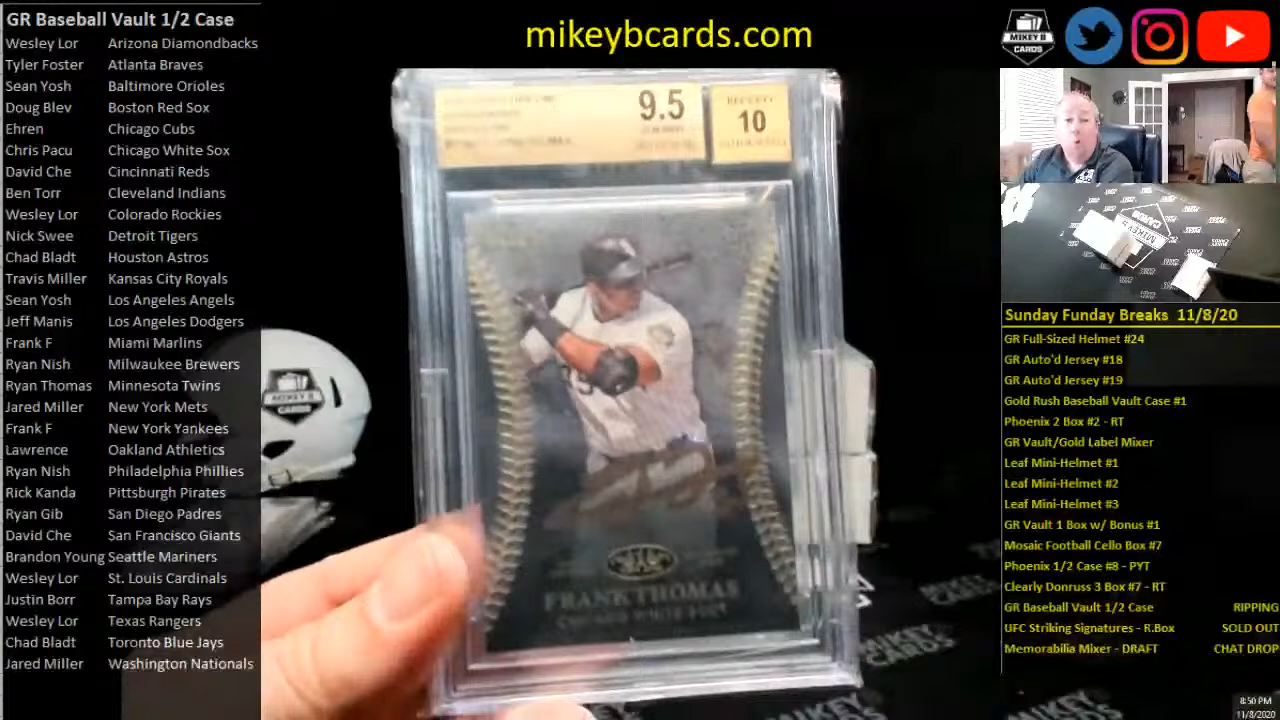 GR Baseball Vault 1/2 Case
Wesley Lor Arizona Diamondbacks
Tyler Foster Atlanta Braves
Sean Yosh Baltimore Orioles
Doug Blev Boston Red Sox
Ehren Chicago Cubs
Chris Pacu Chicago White Sox
David Che Cincinnati Reds
Ben Torr Cleveland Indians
Wesley Lor Colorado Rockies
Nick Swee Detroit Tigers
Chad Bladt Houston Astros
Travis Miller Kansas City Royals
Sean Yosh Los Angeles Angels
Jeff Manis Los Angeles Dodgers
Frank F Miami Marlins
Ryan Nish Milwaukee Brewers
Ryan Thomas Minnesota Twins
Jared Miller New York Mets
Frank F New York Yankees
Lawrence Oakland Athletics
Ryan Nish Philadelphia Phillies
Rick Kanda Pittsburgh Pirates
Ryan Gib San Diego Padres
David Che San Francisco Giants
Brandon Young Seattle Mariners
Wesley Lor St. Louis Cardinals
Justin Borr Tampa Bay Rays
Wesley Lor Texas Rangers
Chad Bladt Toronto Blue Jays
Jared Miller Washington Nationals
mikeybcards.com
9.5
BECKETT
10
FRANK THOMAS
MIKEY B
CARDS
MIKEY B
CARDS
MIKEY
CARDS
Sunday Funday Breaks 11/8/20
GR Full-Sized Helmet #24
GR Auto'd Jersey #18
GR Auto'd Jersey #19
Gold Rush Baseball Vault Case #1
Phoenix 2 Box #2 - RT
GR Vault/Gold Label Mixer
Leaf Mini-Helmet #1
Leaf Mini-Helmet #2
Leaf Mini-Helmet #3
GR Vault 1 Box w/ Bonus #1
Mosaic Football Cello Box #7
Phoenix 1/2 Case #8 - PYT
Clearly Donruss 3 Box #7 - RT
GR Baseball Vault 1/2 Case RIPPING
UFC Striking Signatures - R.Box SOLD OUT
Memorabilia Mixer - DRAFT CHAT DROP
8:50 PM
11/8/2020